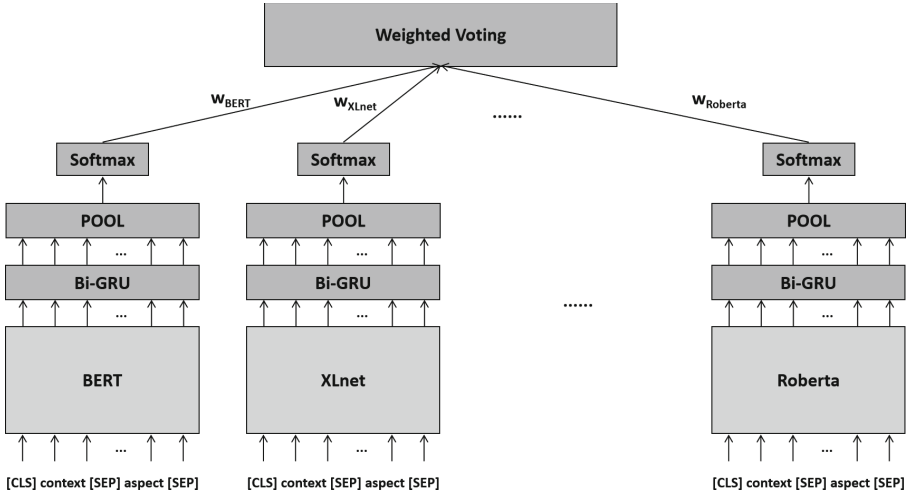 Weighted Voting
wBERT
wXLnet
wRoberta
......
Softmax
Softmax
Softmax
POOL
POOL
POOL
...
...
...
Bi-GRU
Bi-GRU
Bi-GRU
......
...
...
...
BERT
XLnet
Roberta
...
...
...
[CLS] context [SEP] aspect [SEP]
[CLS] context [SEP] aspect [SEP]
[CLS] context [SEP] aspect [SEP]